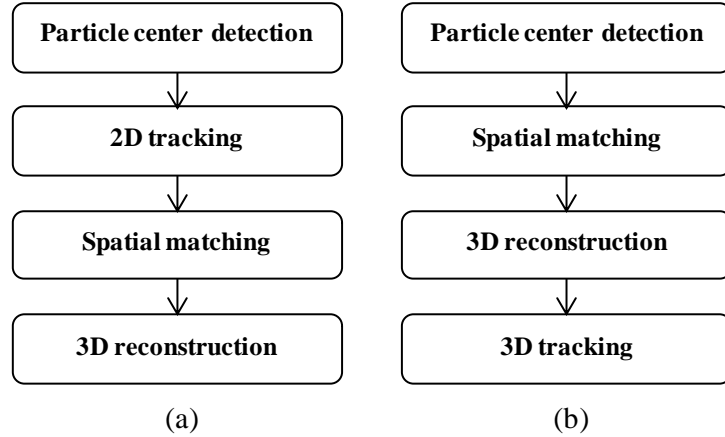 Particle center detection
2D tracking
Spatial matching
3D reconstruction
(a)
Particle center detection
Spatial matching
3D reconstruction
3D tracking
(b)